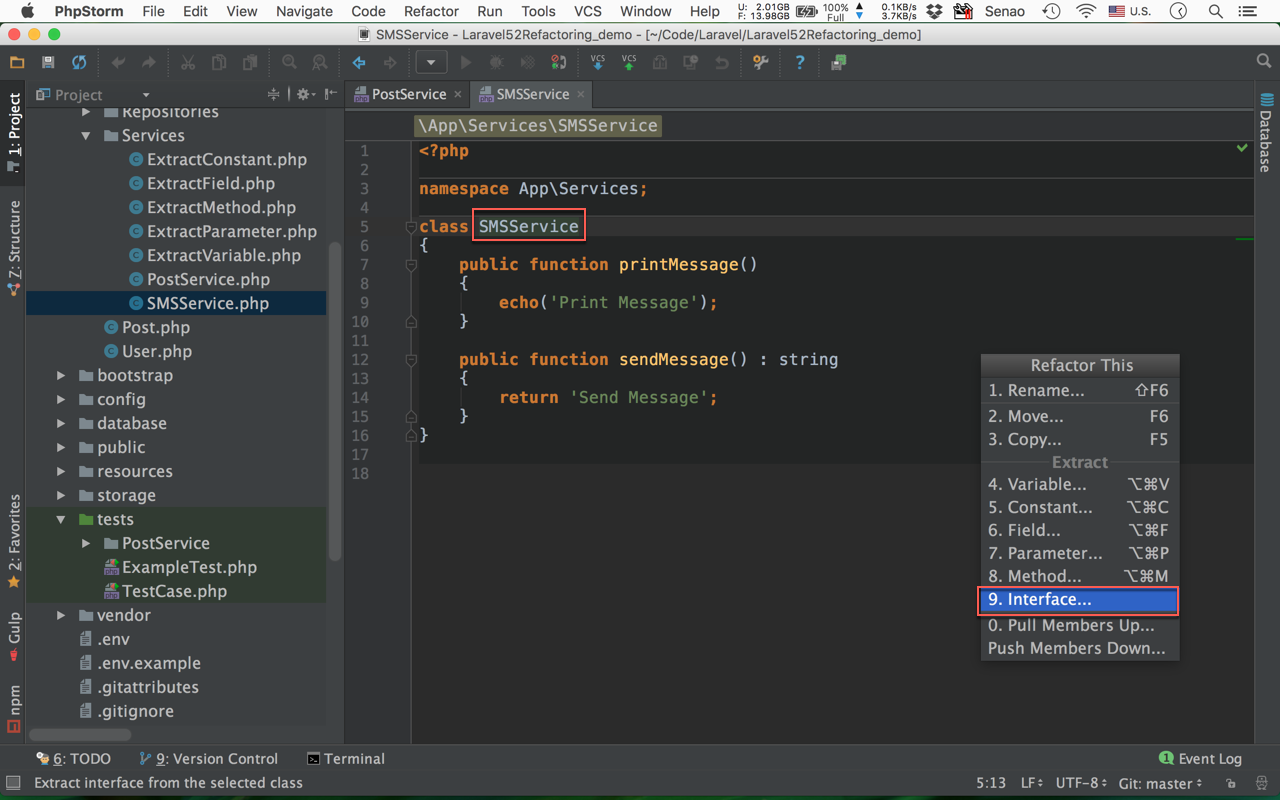 PhpStorm File Edit View Navigate Code Refactor Run Tools VCS Window Help U: 2.01GB F: 13.98GB 100% Full 0.1KB/s 3.7KB/s Senao U.S.
SMSService - Laravel52Refactoring_demo - [~/Code/Laravel/Laravel52Refactoring_demo]
VCS VCS
1: Project
Z: Structure
2: Favorites
Gulp
npm
Project
Repositories
Services
ExtractConstant.php
ExtractField.php
ExtractMethod.php
ExtractParameter.php
ExtractVariable.php
PostService.php
SMSService.php
Post.php
User.php
bootstrap
config
database
public
resources
storage
tests
PostService
ExampleTest.php
TestCase.php
vendor
.env
.env.example
.gitattributes
.gitignore
PostService SMSService
\App\Services\SMSService
1 <?php
2
3 namespace App\Services;
4
5 class SMSService
6 {
7 public function printMessage()
8 {
9 echo('Print Message');
10 }
11
12 public function sendMessage() : string
13 {
14 return 'Send Message';
15 }
16 }
17
18
Refactor This
1. Rename... ⇧F6
2. Move... F6
3. Copy... F5
Extract
4. Variable... ⌥⌘V
5. Constant... ⌥⌘C
6. Field... ⌥⌘F
7. Parameter... ⌥⌘P
8. Method... ⌥⌘M
9. Interface...
0. Pull Members Up...
Push Members Down...
Database
6: TODO 9: Version Control Terminal 1 Event Log
Extract interface from the selected class 5:13 LF UTF-8 Git: master